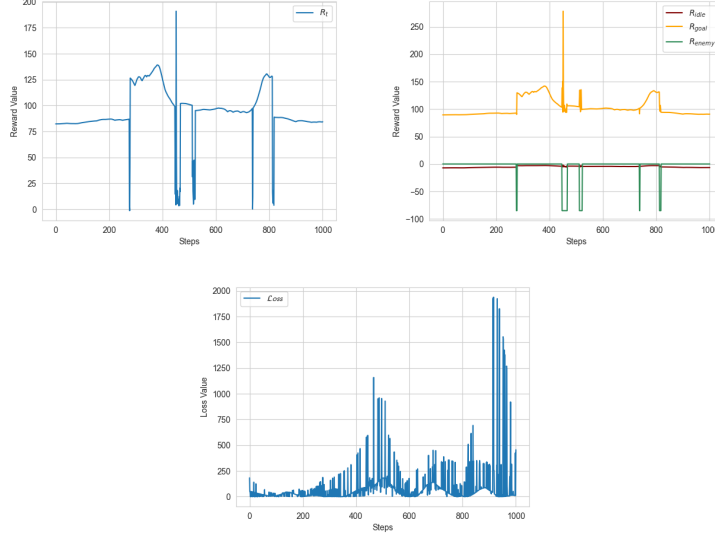 200
175
150
125
100
75
50
25
0
Reward Value
0 200 400 600 800 1000
Steps
R_t
250
200
150
100
50
0
−50
−100
Reward Value
0 200 400 600 800 1000
Steps
R_idle
R_goal
R_enemy
2000
1750
1500
1250
1000
750
500
250
0
Loss Value
0 200 400 600 800 1000
Steps
ℒoss